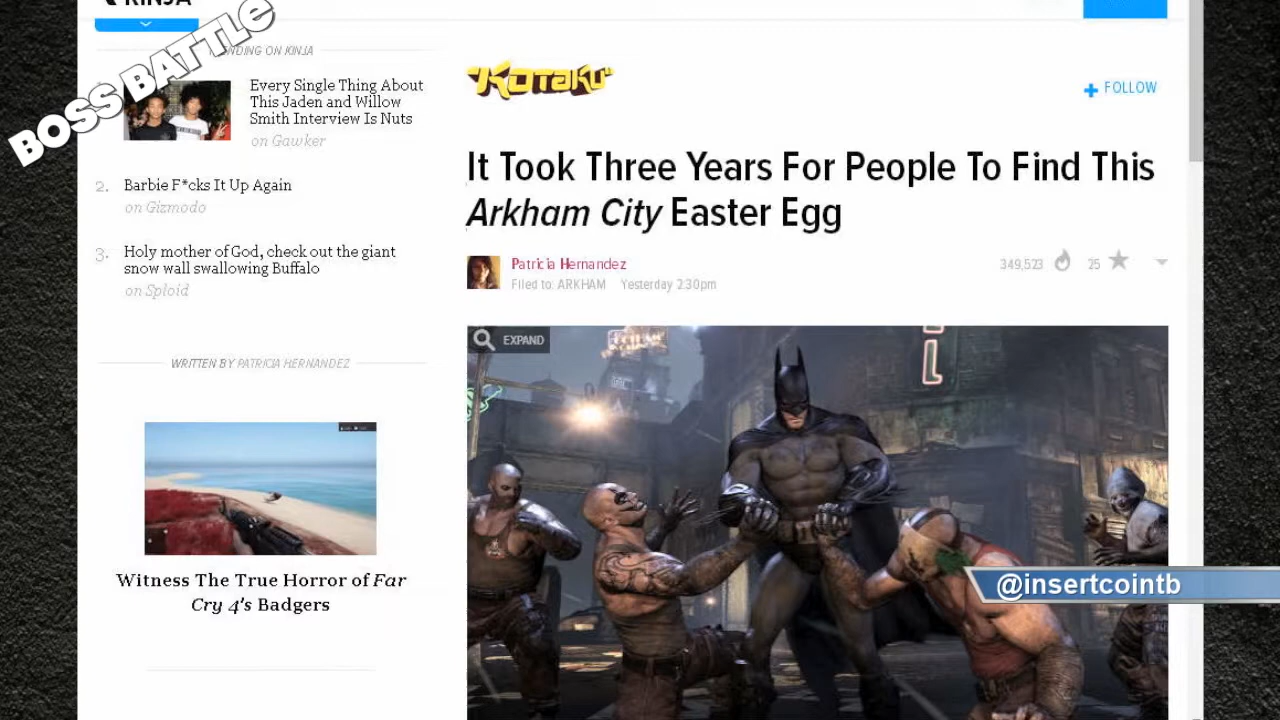 KINJA
BOSS BATTLE
TRENDING ON KINJA
Every Single Thing About
This Jaden and Willow
Smith Interview Is Nuts
on Gawker
2. Barbie F*cks It Up Again
on Gizmodo
3. Holy mother of God, check out the giant
snow wall swallowing Buffalo
on Sploid
WRITTEN BY PATRICIA HERNANDEZ
Witness The True Horror of Far
Cry 4's Badgers
KOTAKU
+ FOLLOW
It Took Three Years For People To Find This
Arkham City Easter Egg
Patricia Hernandez
349,523
25
Filed to: ARKHAM Yesterday 2:30pm
EXPAND
@insertcointb